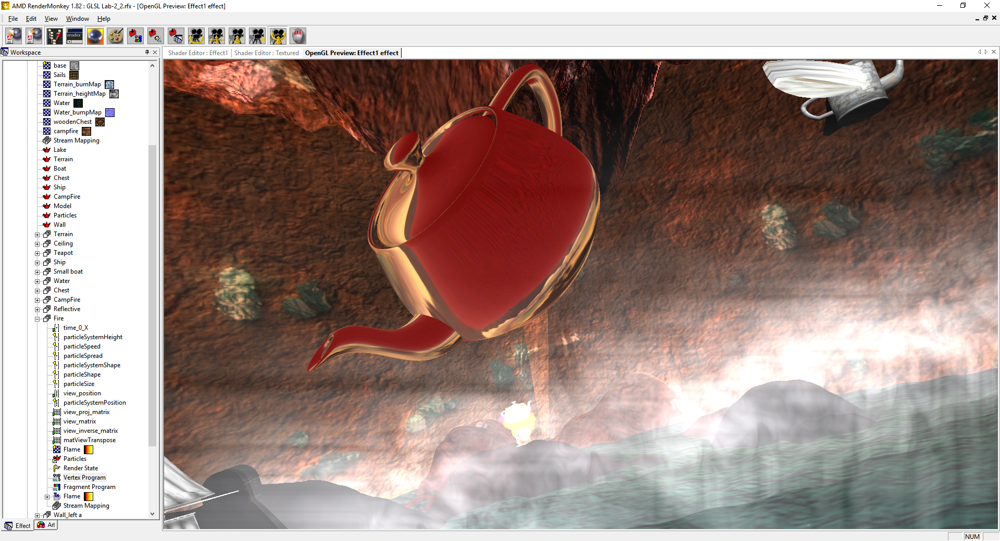 AMD RenderMonkey 1.82 : GLSL Lab-2_2.rfx - [OpenGL Preview: Effect1 effect]
File Edit View Window Help
render
Workspace
Shader Editor : Effect1 Shader Editor : Textured OpenGL Preview: Effect1 effect
base
Sails
Terrain_bumMap
Terrain_heightMap
Water
Water_bumpMap
woodenChest
campfire
Stream Mapping
Lake
Terrain
Boat
Chest
Ship
CampFire
Model
Particles
Wall
Terrain
Ceiling
Teapot
Ship
Small boat
Water
Chest
CampFire
Reflective
Fire
time_0_X
particleSystemHeight
particleSpeed
particleSpread
particleSystemShape
particleShape
particleSize
view_position
particleSystemPosition
view_proj_matrix
view_matrix
view_inverse_matrix
matViewTranspose
Flame
Particles
Render State
Vertex Program
Fragment Program
Flame
Stream Mapping
Wall_left a
Effect Art
NUM